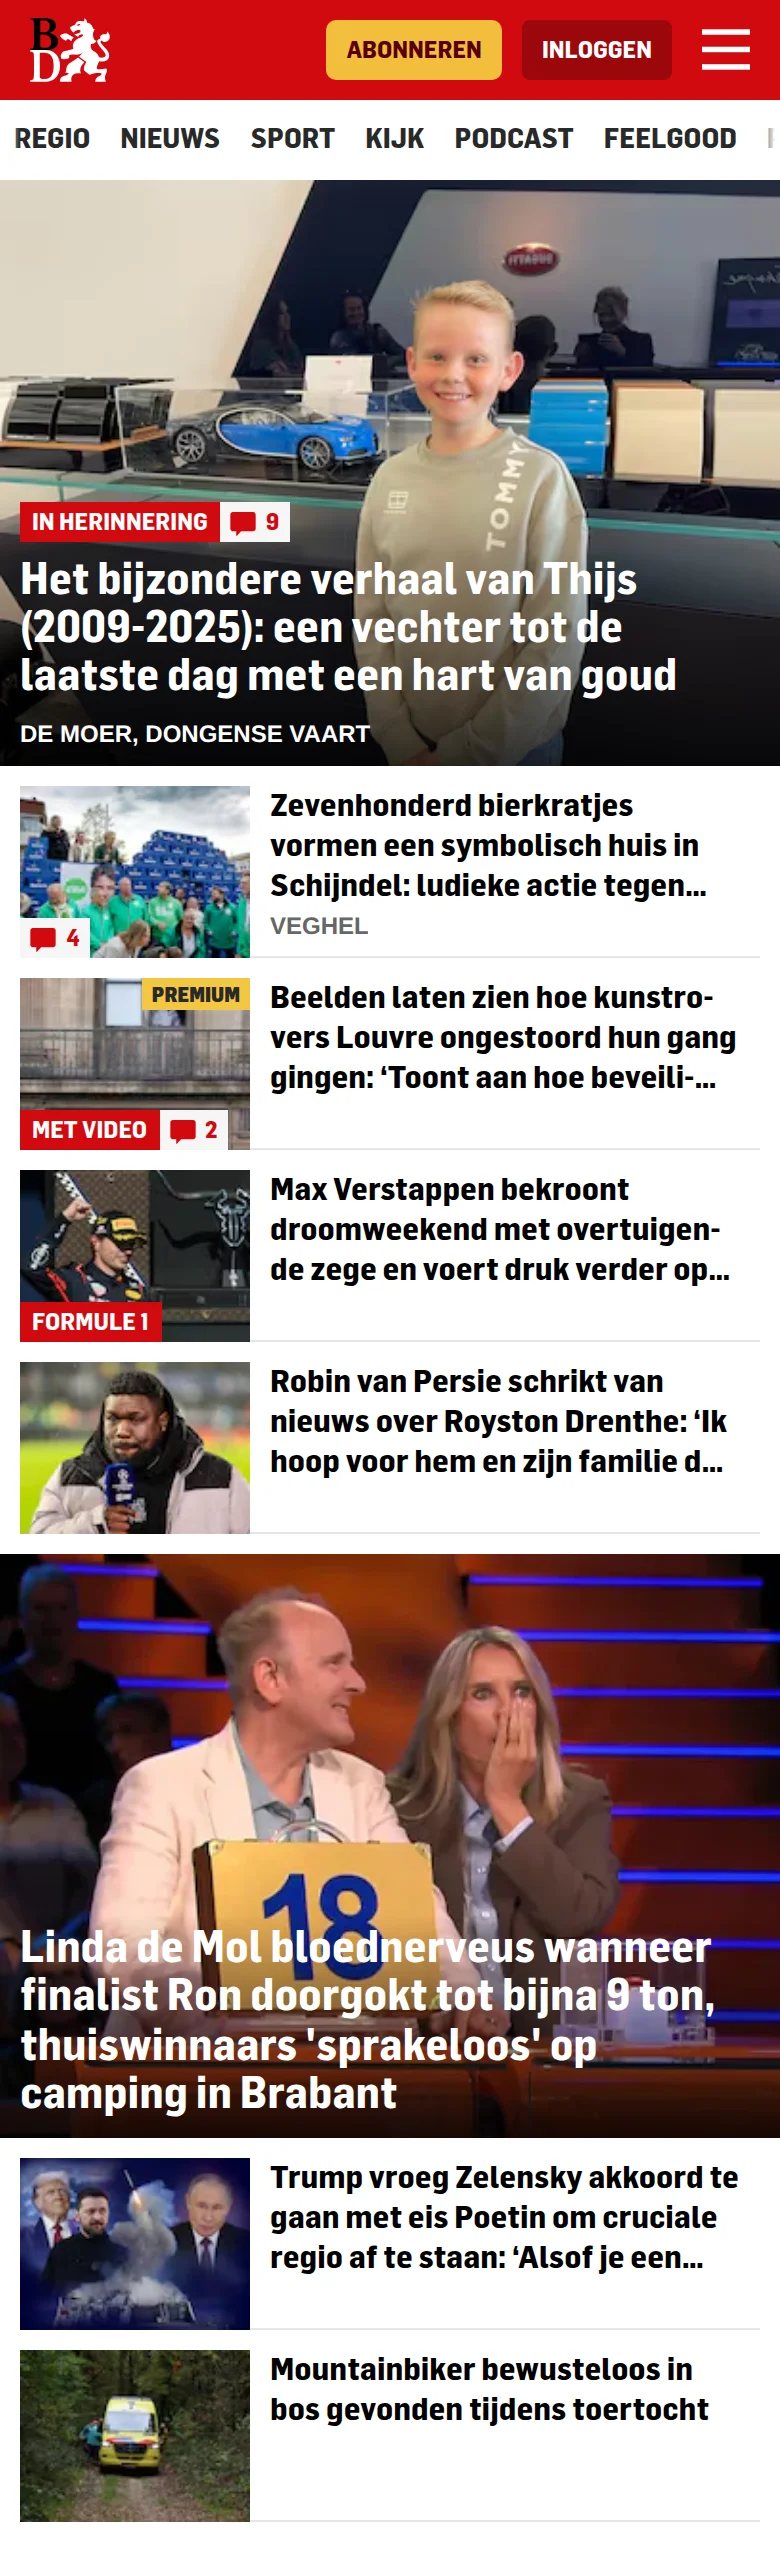 BD
ABONNEREN
INLOGGEN
REGIO NIEUWS SPORT KIJK PODCAST FEELGOOD
BUGATTI
TOMMY
IN HERINNERING 9
Het bijzondere verhaal van Thijs
(2009-2025): een vechter tot de
laatste dag met een hart van goud
DE MOER, DONGENSE VAART
Zevenhonderd bierkratjes
vormen een symbolisch huis in
Schijndel: ludieke actie tegen...
VEGHEL
4
PREMIUM
Beelden laten zien hoe kunstro-
vers Louvre ongestoord hun gang
gingen: ‘Toont aan hoe beveili-...
MET VIDEO 2
Max Verstappen bekroont
droomweekend met overtuigen-
de zege en voert druk verder op...
FORMULE 1
Robin van Persie schrikt van
nieuws over Royston Drenthe: ‘Ik
hoop voor hem en zijn familie d...
18
Linda de Mol bloednerveus wanneer
finalist Ron doorgokt tot bijna 9 ton,
thuiswinnaars 'sprakeloos' op
camping in Brabant
Trump vroeg Zelensky akkoord te
gaan met eis Poetin om cruciale
regio af te staan: ‘Alsof je een...
Mountainbiker bewusteloos in
bos gevonden tijdens toertocht